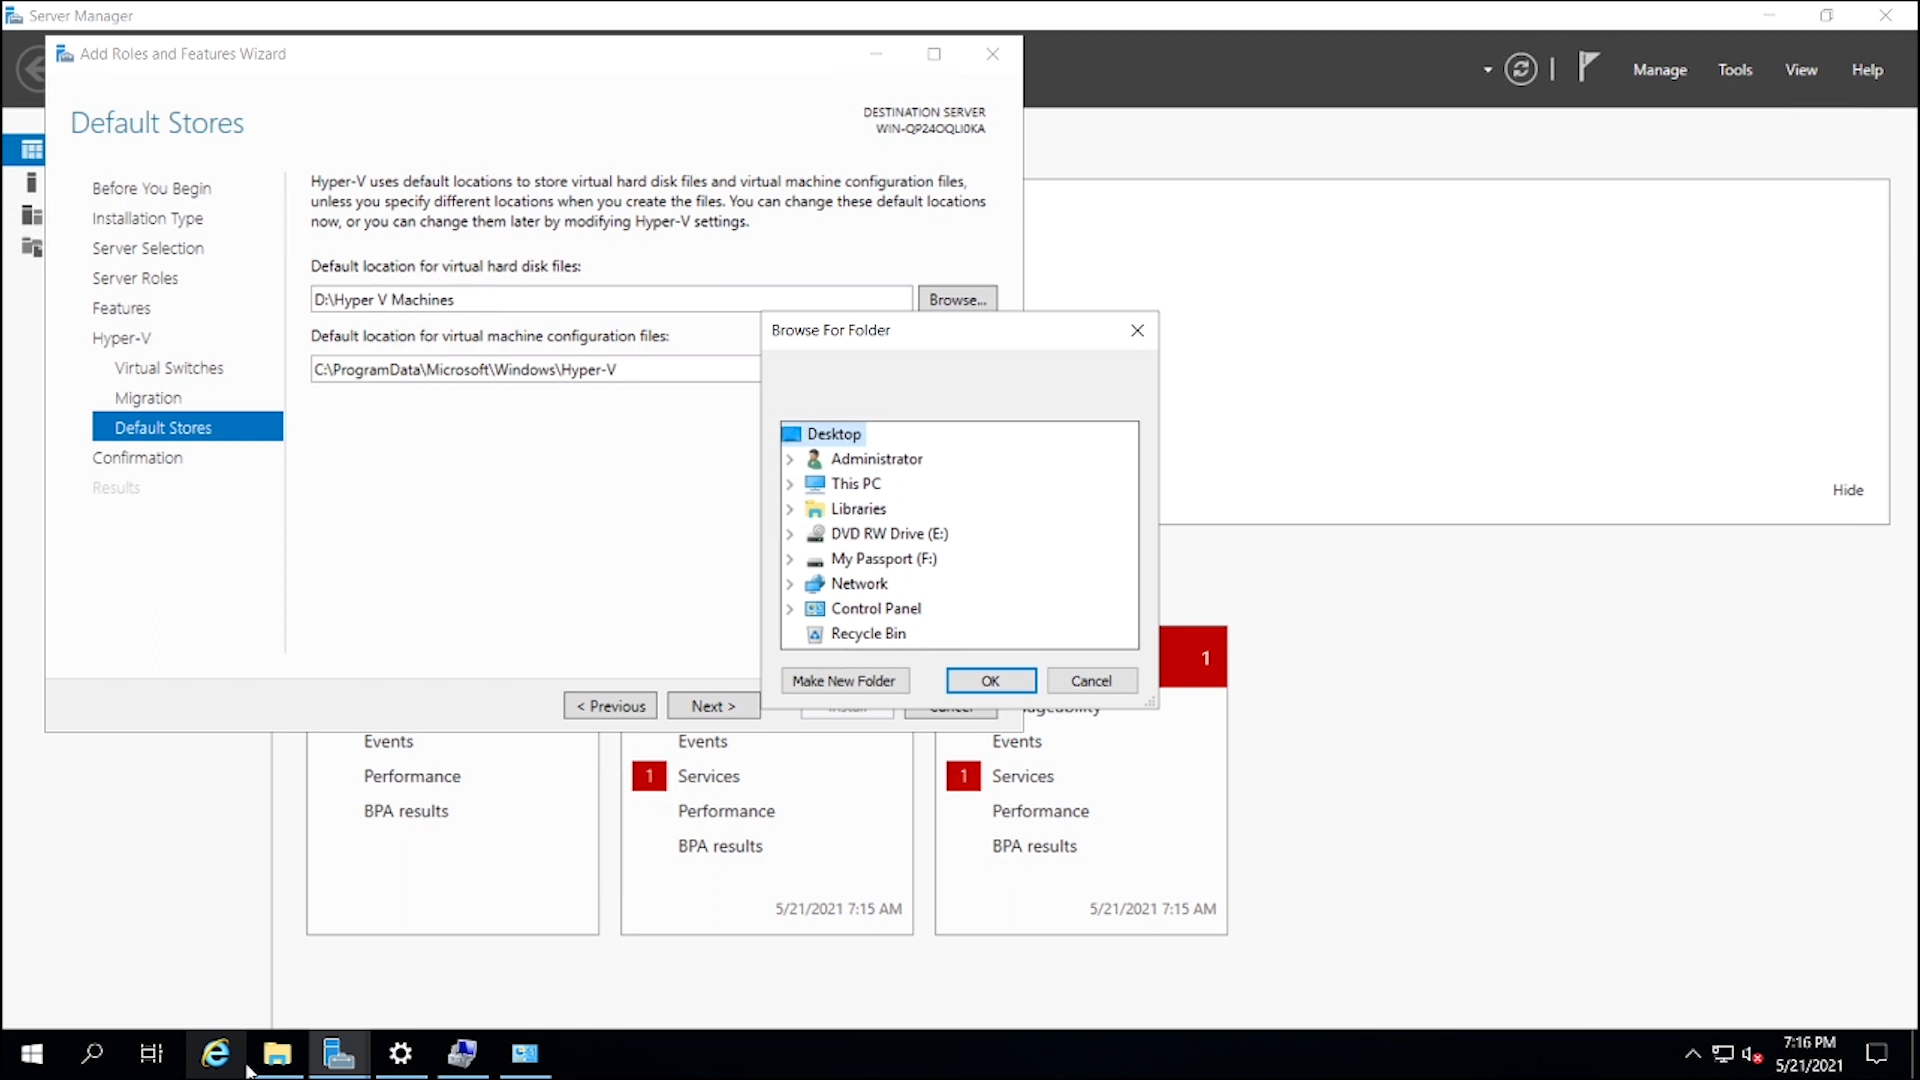 Server Manager
Add Roles and Features Wizard
Manage Tools View Help
Default Stores
DESTINATION SERVER
WIN-QP24OQLI0KA
Before You Begin
Installation Type
Server Selection
Server Roles
Features
Hyper-V
Virtual Switches
Migration
Default Stores
Confirmation
Results
Hyper-V uses default locations to store virtual hard disk files and virtual machine configuration files,
unless you specify different locations when you create the files. You can change these default locations
now, or you can change them later by modifying Hyper-V settings.
Default location for virtual hard disk files:
D:\Hyper V Machines
Browse...
Default location for virtual machine configuration files:
C:\ProgramData\Microsoft\Windows\Hyper-V
< Previous
Next >
Browse For Folder
Desktop
Administrator
This PC
Libraries
DVD RW Drive (E:)
My Passport (F:)
Network
Control Panel
Recycle Bin
Make New Folder
OK
Cancel
Hide
1
Events
Performance
BPA results
Events
1 Services
Performance
BPA results
5/21/2021 7:15 AM
Events
1 Services
Performance
BPA results
5/21/2021 7:15 AM
7:16 PM
5/21/2021